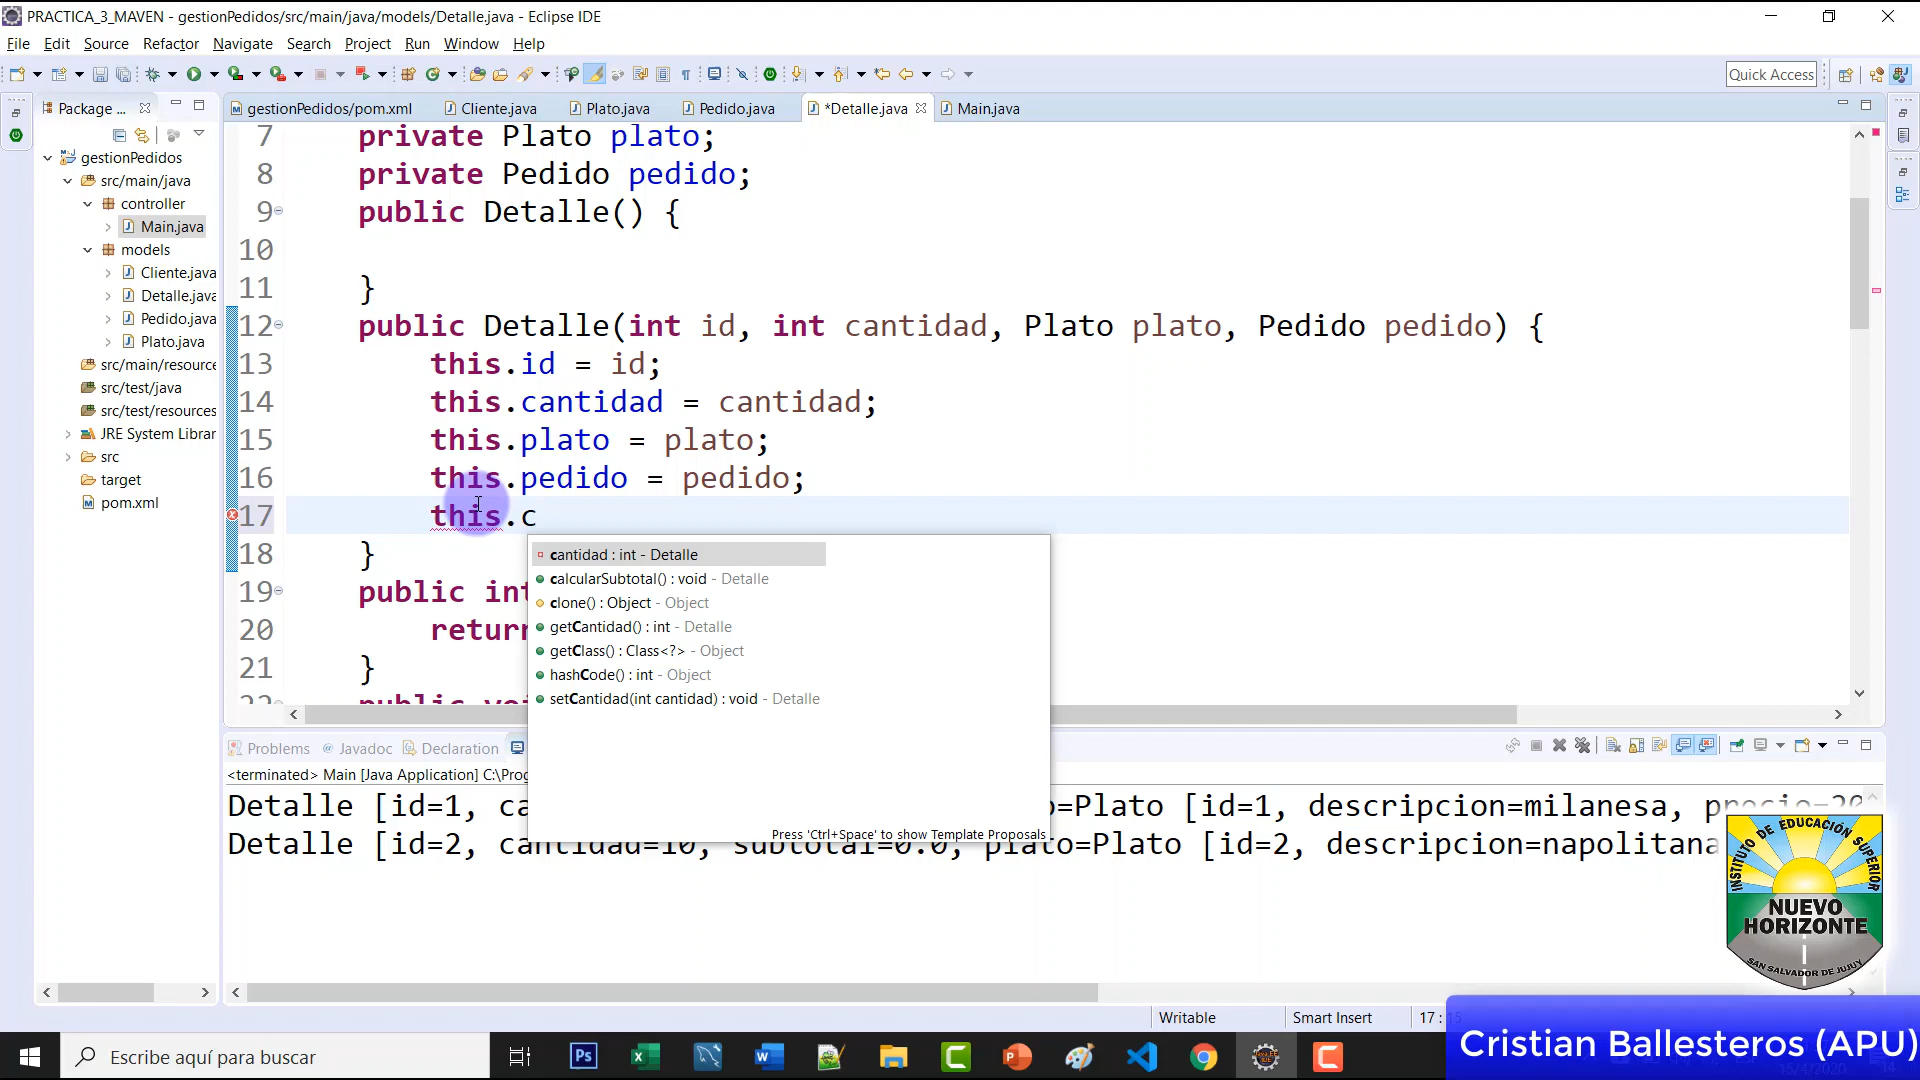 PRACTICA_3_MAVEN - gestionPedidos/src/main/java/models/Detalle.java - Eclipse IDE
File Edit Source Refactor Navigate Search Project Run Window Help
Quick Access
Package ...
gestionPedidos/pom.xml Cliente.java Plato.java Pedido.java *Detalle.java Main.java
gestionPedidos
src/main/java
controller
Main.java
models
Cliente.java
Detalle.java
Pedido.java
Plato.java
src/main/resource
src/test/java
src/test/resources
JRE System Librar
src
target
pom.xml
7 private Plato plato;
8 private Pedido pedido;
9 public Detalle() {
10
11 }
12 public Detalle(int id, int cantidad, Plato plato, Pedido pedido) {
13 this.id = id;
14 this.cantidad = cantidad;
15 this.plato = plato;
16 this.pedido = pedido;
17 this.c
18 }
19 public int
20 return
21 }
22 public vo
cantidad : int - Detalle
calcularSubtotal() : void - Detalle
clone() : Object - Object
getCantidad() : int - Detalle
getClass() : Class<?> - Object
hashCode() : int - Object
setCantidad(int cantidad) : void - Detalle
Press 'Ctrl+Space' to show Template Proposals
Problems @ Javadoc Declaration
<terminated> Main [Java Application] C:\Prog
Detalle [id=1, ca o=Plato [id=1, descripcion=milanesa, precio=20
Detalle [id=2, cantidad=10, subtotal=0.0, plato=Plato [id=2, descripcion=napolitana
INSTITUTO DE EDUCACIÓN SUPERIOR
NUEVO
HORIZONTE
SAN SALVADOR DE JUJUY
Writable Smart Insert 17 :
Cristian Ballesteros (APU)
Escribe aquí para buscar